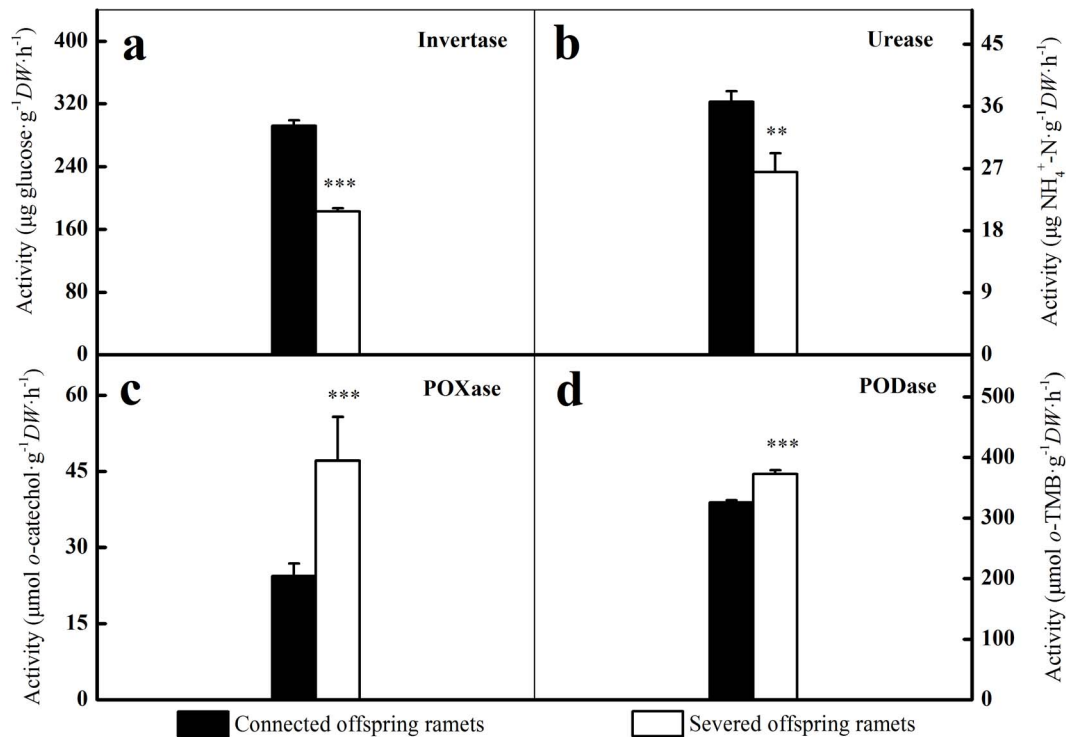 a
Invertase
b
Urease
Activity (µg glucose·g⁻¹DW·h⁻¹)
400
320
240
160
80
0
***
**
45
36
27
18
9
0
Activity (µg NH₄⁺-N·g⁻¹DW·h⁻¹)
c
POXase
d
PODase
Activity (µmol o-catechol·g⁻¹DW·h⁻¹)
60
45
30
15
0
***
***
500
400
300
200
100
0
Activity (µmol o-TMB·g⁻¹DW·h⁻¹)
Connected offspring ramets
Severed offspring ramets